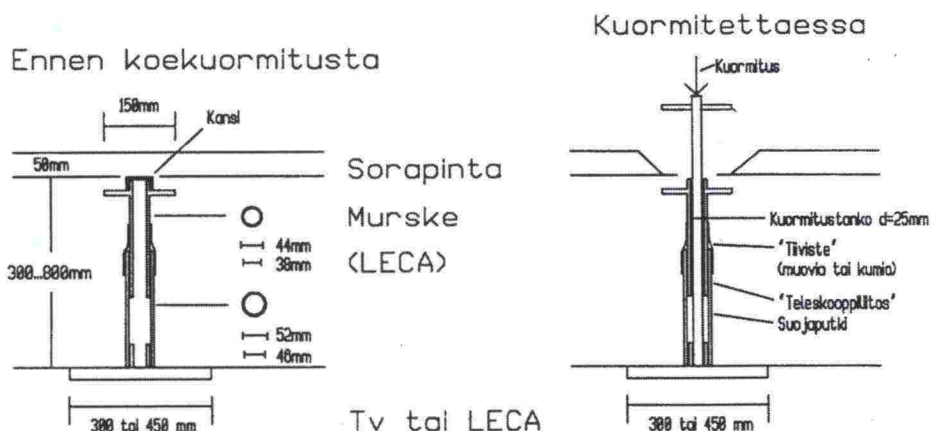 Ennen koekuormitusta
150mm
Kansi
50mm
300...800mm
44mm
38mm
52mm
46mm
300 tai 450 mm
Sorapinta
Murske
(LECA)
Tv tai LECA
Kuormitettaessa
Kuormitus
Kuormitustanko d=25mm
"Tiiviste"
(muovia tai kumia)
"Teleskooppiliitos"
Suojaputki
300 tai 450 mm